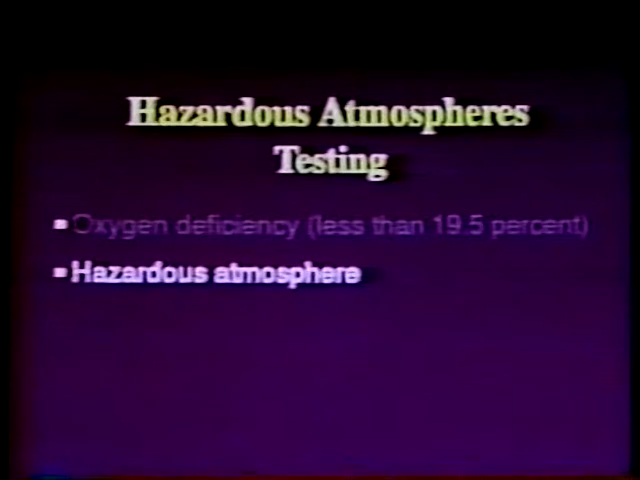 Hazardous Atmospheres
Testing
▪Oxygen deficiency (less than 19.5 percent)
▪Hazardous atmosphere